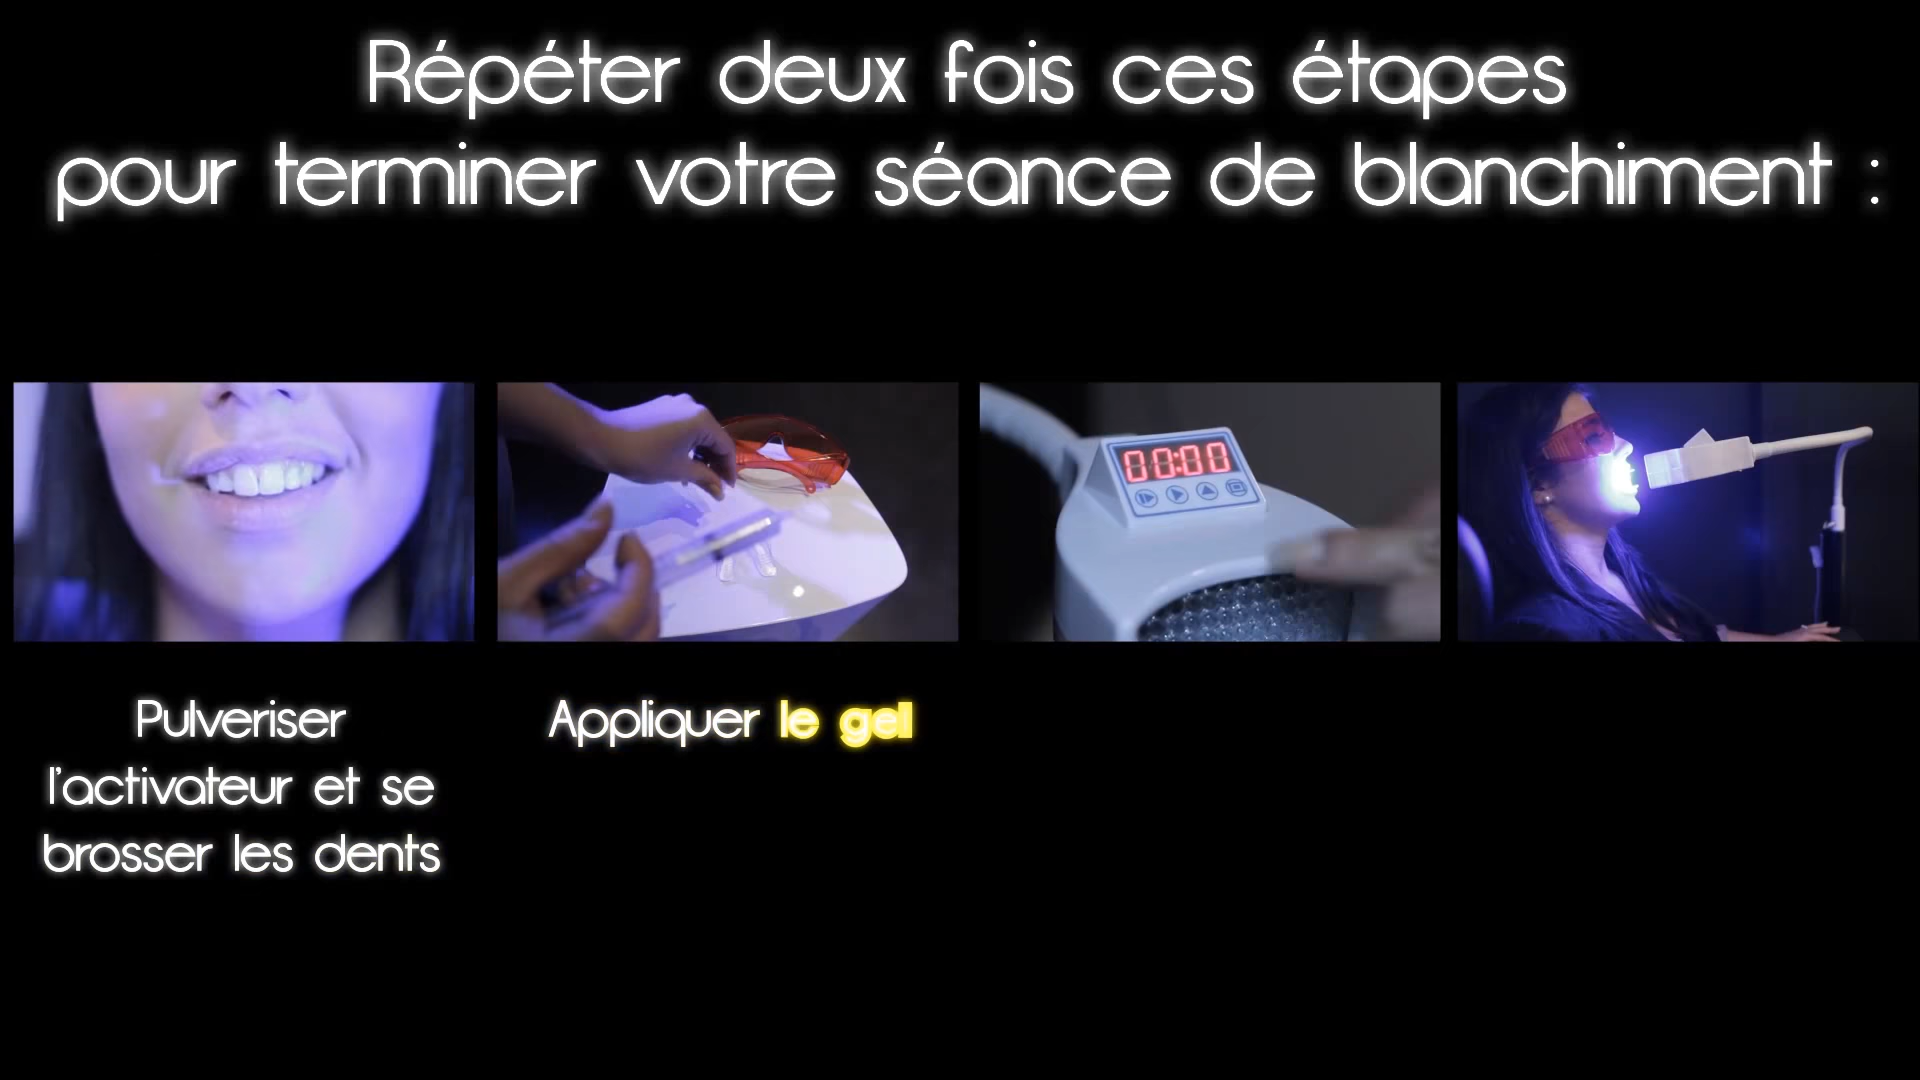 Répéter deux fois ces étapes
pour terminer votre séance de blanchiment :
00:00
Pulveriser
l'activateur et se
brosser les dents
Appliquer le gel